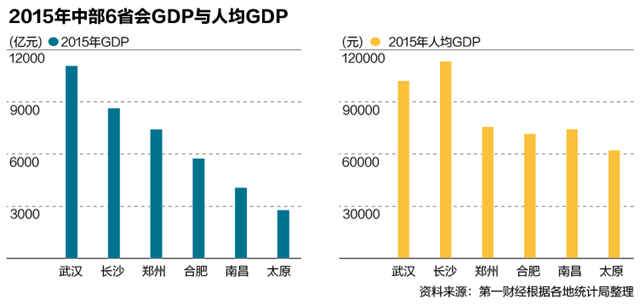 2015年中部6省会GDP与人均GDP
(亿元) 2015年GDP
12000
9000
6000
3000
武汉 长沙 郑州 合肥 南昌 太原
(元) 2015年人均GDP
120000
90000
60000
30000
武汉 长沙 郑州 合肥 南昌 太原
资料来源：第一财经根据各地统计局整理